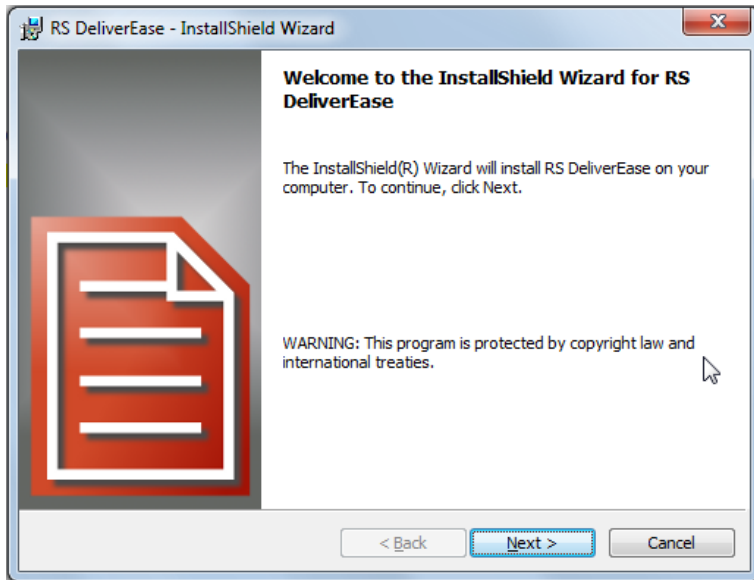 RS DeliverEase - InstallShield Wizard
Welcome to the InstallShield Wizard for RS
DeliverEase
The InstallShield(R) Wizard will install RS DeliverEase on your
computer. To continue, click Next.
WARNING: This program is protected by copyright law and
international treaties.
< Back
Next >
Cancel